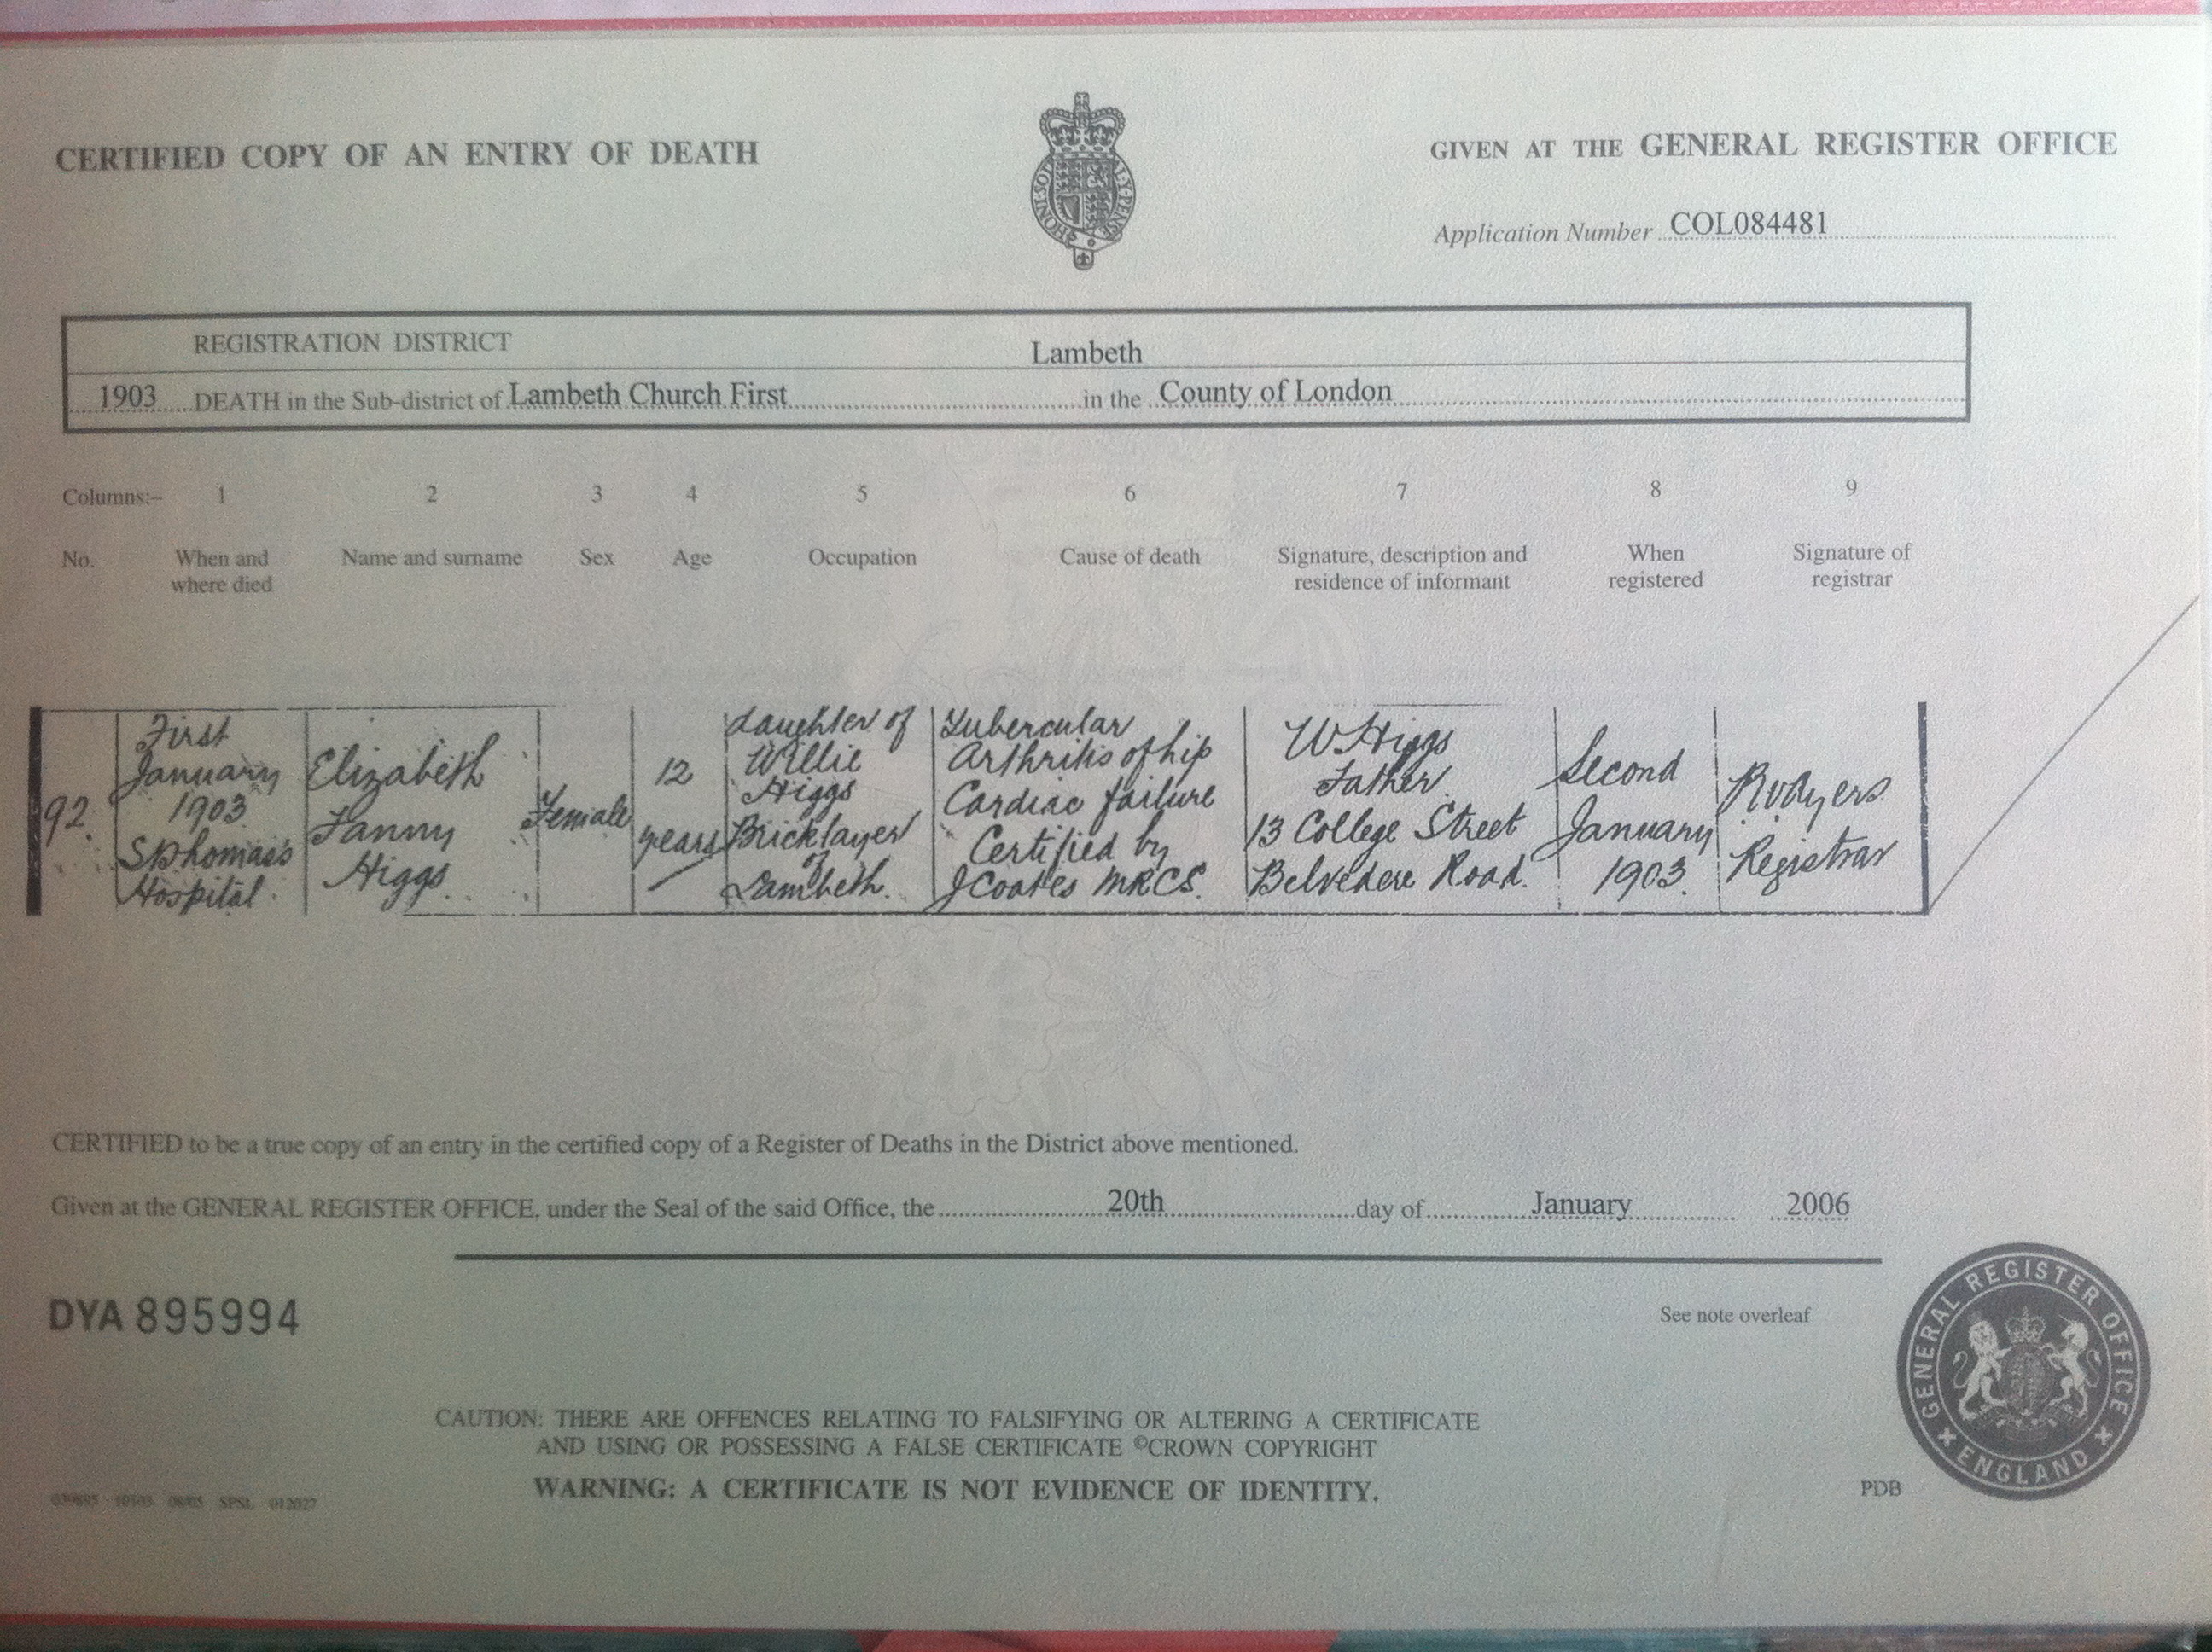 CERTIFIED COPY OF AN ENTRY OF DEATH
GIVEN AT THE GENERAL REGISTER OFFICE
Application Number COL084481
REGISTRATION DISTRICT Lambeth
1903 DEATH in the Sub-district of Lambeth Church First in the County of London
Columns:- 1 2 3 4 5 6 7 8 9
No.
When and
where died
Name and surname
Sex
Age
Occupation
Cause of death
Signature, description and
residence of informant
When
registered
Signature of
registrar
92.
First
January
1903
St Thomas's
Hospital.
Elizabeth
Fanny
Higgs
Female
12
years
daughter of
Willie
Higgs
Bricklayer
of
Lambeth.
Tubercular
Arthritis of hip
Cardiac failure
Certified by
J Coates MRCS.
W Higgs
Father
13 College Street
Belvedere Road.
Second
January
1903.
Registrar
CERTIFIED to be a true copy of an entry in the certified copy of a Register of Deaths in the District above mentioned.
Given at the GENERAL REGISTER OFFICE, under the Seal of the said Office, the 20th day of January 2006
DYA 895994
See note overleaf
GENERAL REGISTER OFFICE
ENGLAND
CAUTION: THERE ARE OFFENCES RELATING TO FALSIFYING OR ALTERING A CERTIFICATE
AND USING OR POSSESSING A FALSE CERTIFICATE ©CROWN COPYRIGHT
WARNING: A CERTIFICATE IS NOT EVIDENCE OF IDENTITY.
SPSL 012027
PDB